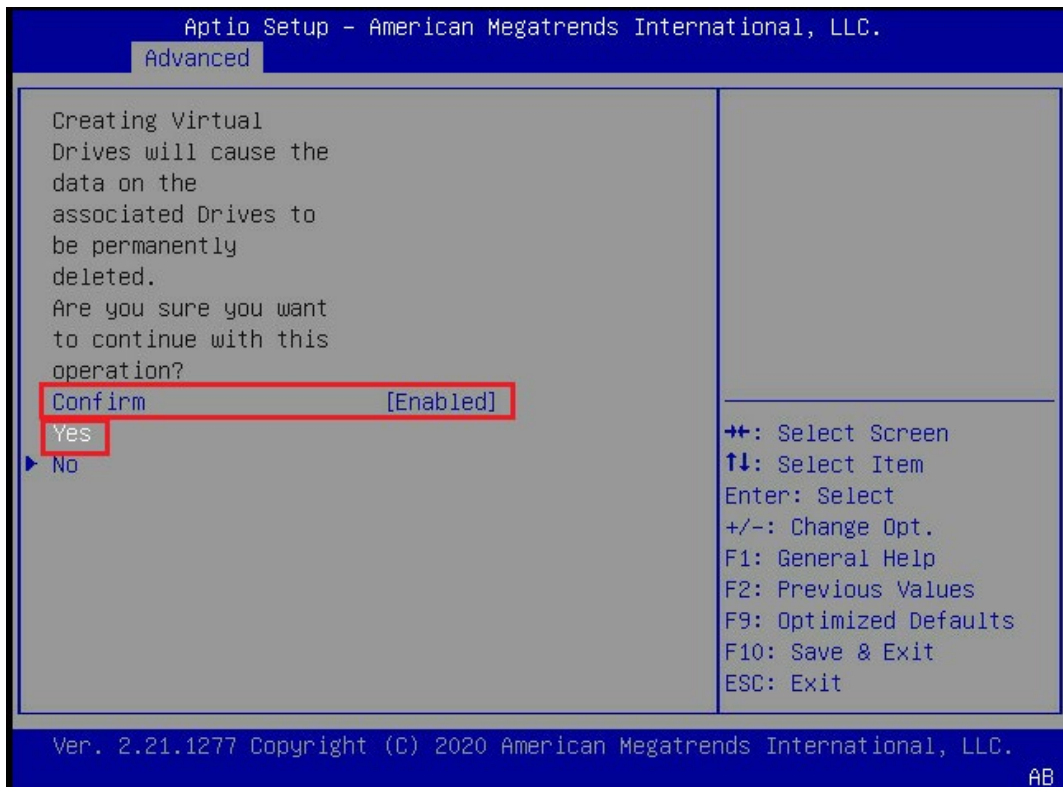 Aptio Setup – American Megatrends International, LLC.
Advanced
Creating Virtual
Drives will cause the
data on the
associated Drives to
be permanently
deleted.
Are you sure you want
to continue with this
operation?
Confirm [Enabled]
Yes
No
→←: Select Screen
↑↓: Select Item
Enter: Select
+/-: Change Opt.
F1: General Help
F2: Previous Values
F9: Optimized Defaults
F10: Save & Exit
ESC: Exit
Ver. 2.21.1277 Copyright (C) 2020 American Megatrends International, LLC.
AB